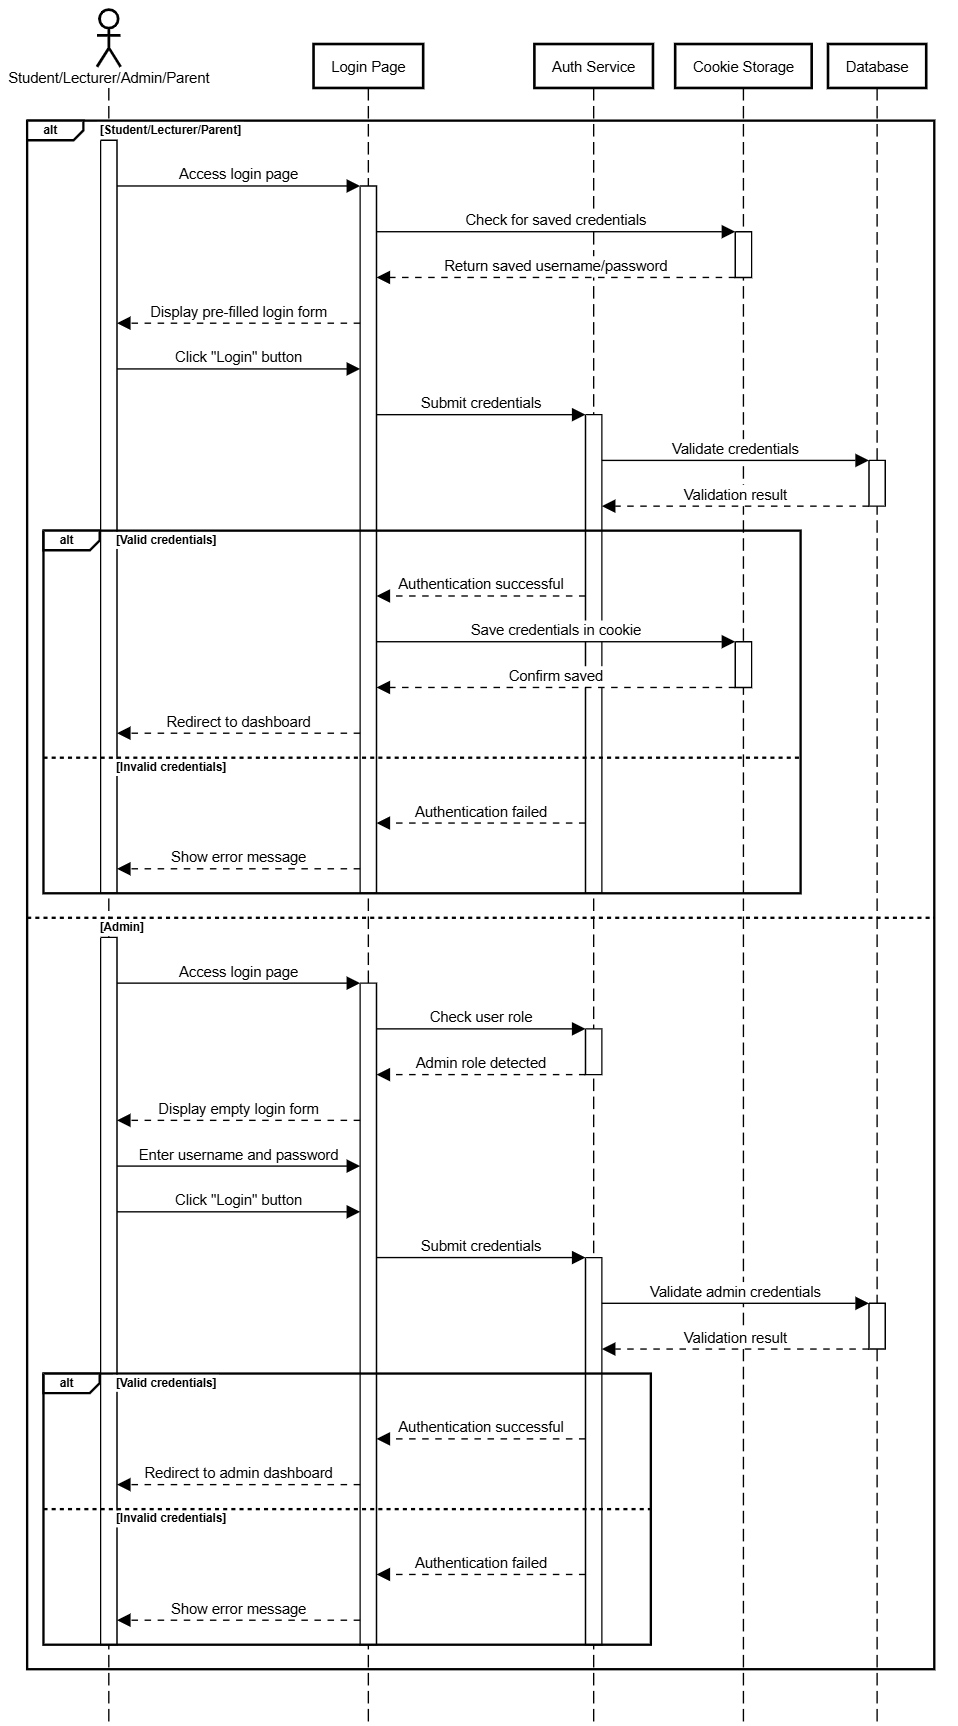 Student/Lecturer/Admin/Parent
Login Page
Auth Service
Cookie Storage
Database
alt
[Student/Lecturer/Parent]
Access login page
Check for saved credentials
Return saved username/password
Display pre-filled login form
Click "Login" button
Submit credentials
Validate credentials
Validation result
alt
[Valid credentials]
Authentication successful
Save credentials in cookie
Confirm saved
Redirect to dashboard
[Invalid credentials]
Authentication failed
Show error message
[Admin]
Access login page
Check user role
Admin role detected
Display empty login form
Enter username and password
Click "Login" button
Submit credentials
Validate admin credentials
Validation result
alt
[Valid credentials]
Authentication successful
Redirect to admin dashboard
[Invalid credentials]
Authentication failed
Show error message